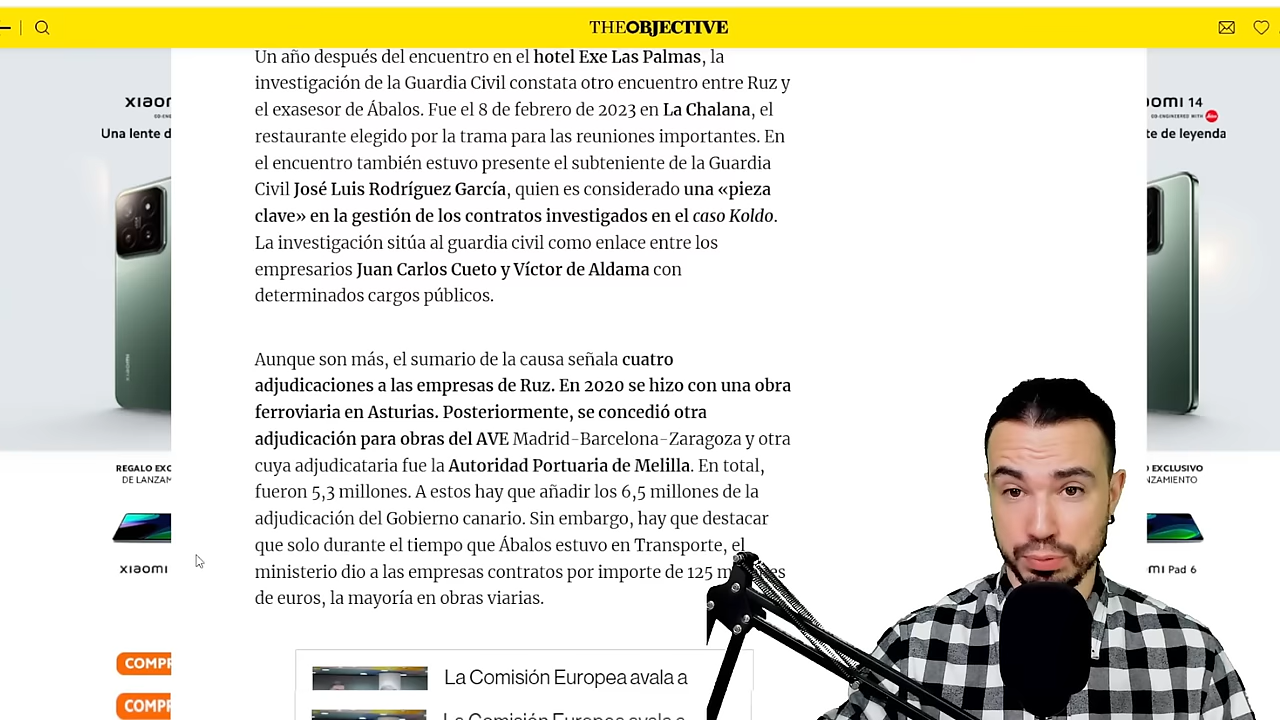 THEOBJECTIVE
Un año después del encuentro en el hotel Exe Las Palmas, la
investigación de la Guardia Civil constata otro encuentro entre Ruz y
el exasesor de Ábalos. Fue el 8 de febrero de 2023 en La Chalana, el
restaurante elegido por la trama para las reuniones importantes. En
el encuentro también estuvo presente el subteniente de la Guardia
Civil José Luis Rodríguez García, quien es considerado una «pieza
clave» en la gestión de los contratos investigados en el caso Koldo.
La investigación sitúa al guardia civil como enlace entre los
empresarios Juan Carlos Cueto y Víctor de Aldama con
determinados cargos públicos.
Aunque son más, el sumario de la causa señala cuatro
adjudicaciones a las empresas de Ruz. En 2020 se hizo con una obra
ferroviaria en Asturias. Posteriormente, se concedió otra
adjudicación para obras del AVE Madrid-Barcelona-Zaragoza y otra
cuya adjudicataria fue la Autoridad Portuaria de Melilla. En total,
fueron 5,3 millones. A estos hay que añadir los 6,5 millones de la
adjudicación del Gobierno canario. Sin embargo, hay que destacar
que solo durante el tiempo que Ábalos estuvo en Transporte, el
ministerio dio a las empresas contratos por importe de 125
de euros, la mayoría en obras viarias.
La Comisión Europea avala a
La Comisión Europea avala a
XIAOM
Una lente d
REGALO EXC
DE LANZAM
xiaomi
COMPR
COMPR
OMI 14
te de leyenda
EXCLUSIVO
NZAMIENTO
MI Pad 6